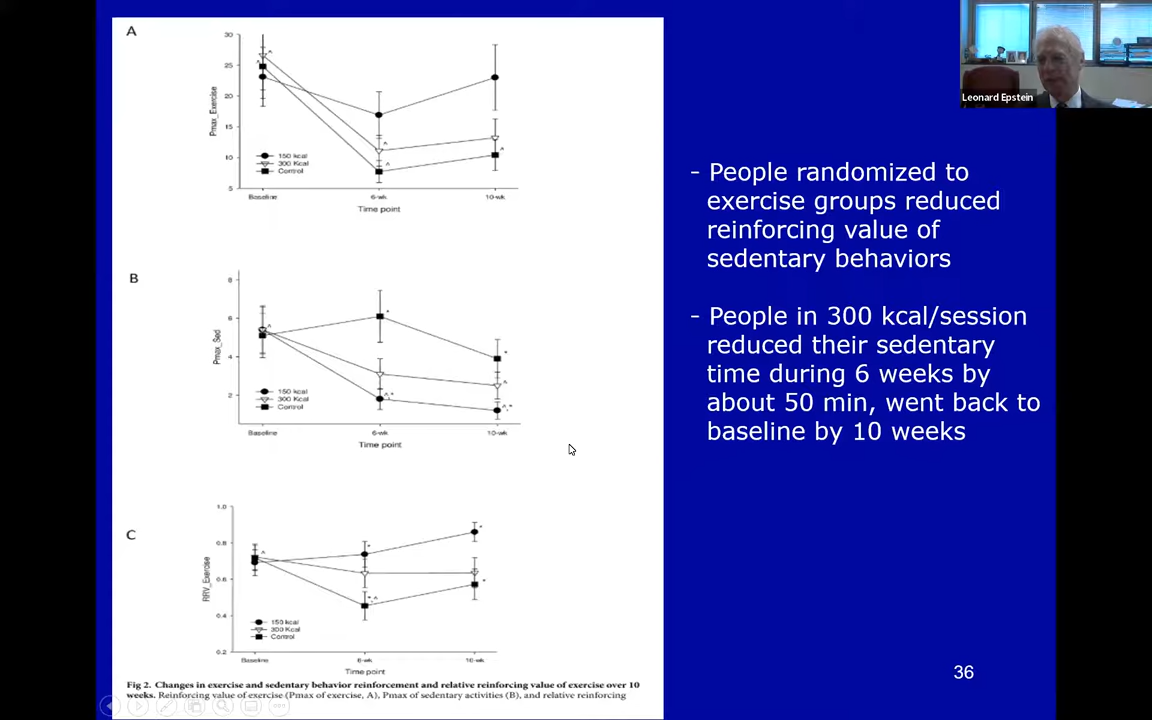 A
30
25
20
15
10
5
Pmax_Exercise
150 kcal
300 Kcal
Control
Baseline
6-wk
10-wk
Time point
B
8
6
4
2
Pmax_Sed
150 kcal
300 Kcal
Control
Baseline
6-wk
10-wk
Time point
C
1.0
0.8
0.6
0.4
0.2
RRV_Exercise
150 kcal
300 Kcal
Control
Baseline
6-wk
10-wk
Time point
Fig 2. Changes in exercise and sedentary behavior reinforcement and relative reinforcing value of exercise over 10
weeks. Reinforcing value of exercise (Pmax of exercise, A), Pmax of sedentary activities (B), and relative reinforcing
Leonard Epstein
- People randomized to
exercise groups reduced
reinforcing value of
sedentary behaviors
- People in 300 kcal/session
reduced their sedentary
time during 6 weeks by
about 50 min, went back to
baseline by 10 weeks
36